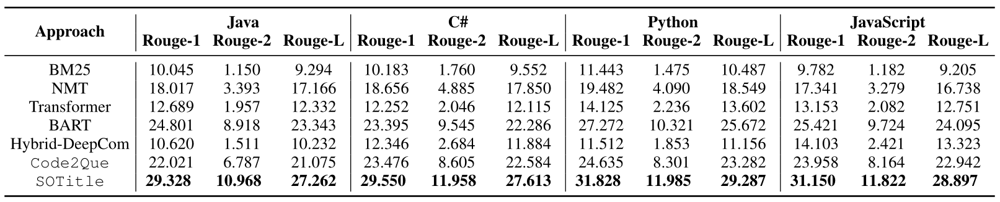 Approach Java C# Python JavaScript
Rouge-1 Rouge-2 Rouge-L Rouge-1 Rouge-2 Rouge-L Rouge-1 Rouge-2 Rouge-L Rouge-1 Rouge-2 Rouge-L
BM25 10.045 1.150 9.294 10.183 1.760 9.552 11.443 1.475 10.487 9.782 1.182 9.205
NMT 18.017 3.393 17.166 18.656 4.885 17.850 19.482 4.090 18.549 17.341 3.279 16.738
Transformer 12.689 1.957 12.332 12.252 2.046 12.115 14.125 2.236 13.602 13.153 2.082 12.751
BART 24.801 8.918 23.343 23.395 9.545 22.286 27.272 10.321 25.672 25.421 9.724 24.095
Hybrid-DeepCom 10.620 1.511 10.232 12.346 2.684 11.884 11.512 1.853 11.156 14.103 2.421 13.323
Code2Que 22.021 6.787 21.075 23.476 8.605 22.584 24.635 8.301 23.282 23.958 8.164 22.942
SOTitle 29.328 10.968 27.262 29.550 11.958 27.613 31.828 11.985 29.287 31.150 11.822 28.897